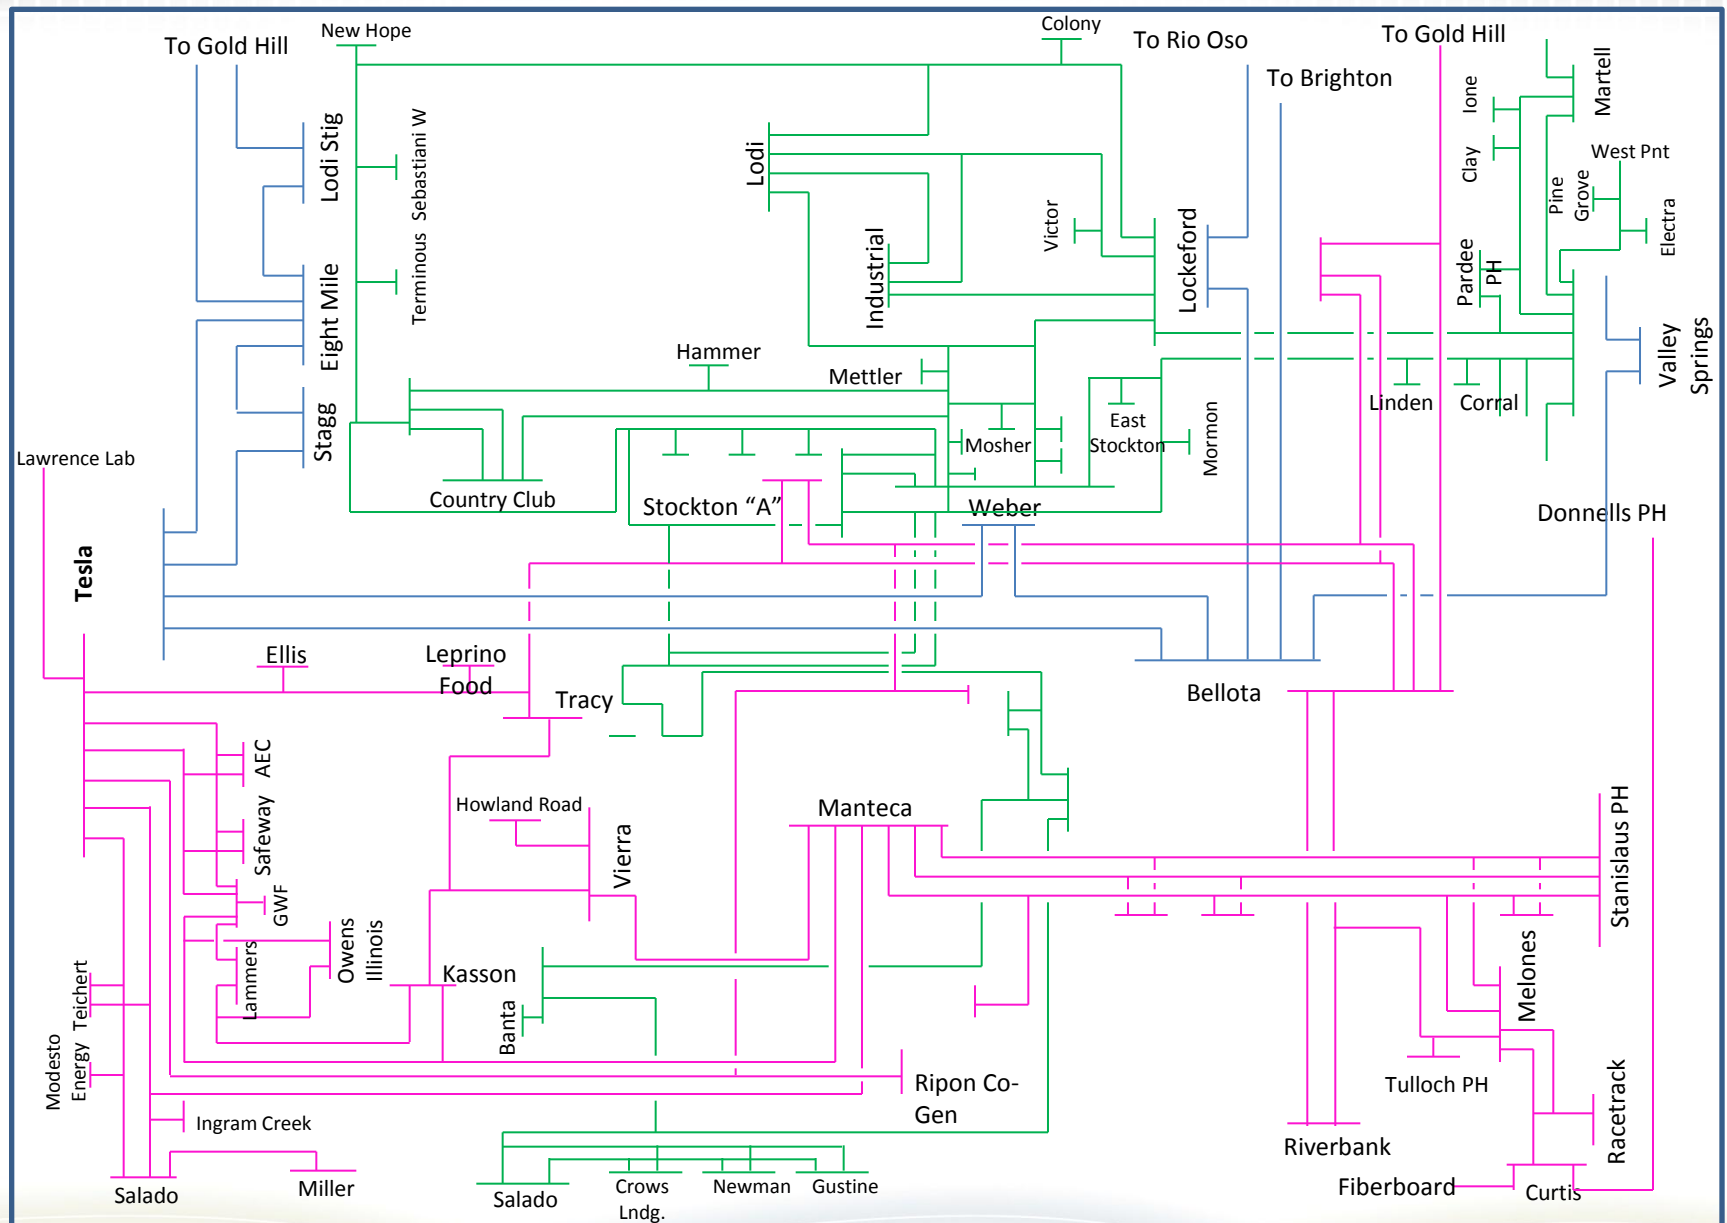 New Hope
Colony
To Gold Hill
To Rio Oso
To Gold Hill
To Brighton
Lodi Stig
Sebastiani W
Terminous
Lodi
Industrial
Victor
Lockeford
Ione
Clay
Martell
West Pnt
Pine
Grove
Electra
Pardee
PH
Valley
Springs
Eight Mile
Stagg
Hammer
Mettler
Mosher
East
Stockton
Mormon
Linden
Corral
Lawrence Lab
Country Club
Stockton “A”
Weber
Donnells PH
Tesla
Ellis
Leprino
Food
Tracy
Bellota
AEC
Safeway
GWF
Howland Road
Vierra
Manteca
Stanislaus PH
Owens
Illinois
Lammers
Kasson
Banta
Melones
Teichert
Modesto
Energy
Ripon Co-
Gen
Tulloch PH
Racetrack
Ingram Creek
Riverbank
Salado
Miller
Salado
Crows
Lndg.
Newman
Gustine
Fiberboard
Curtis